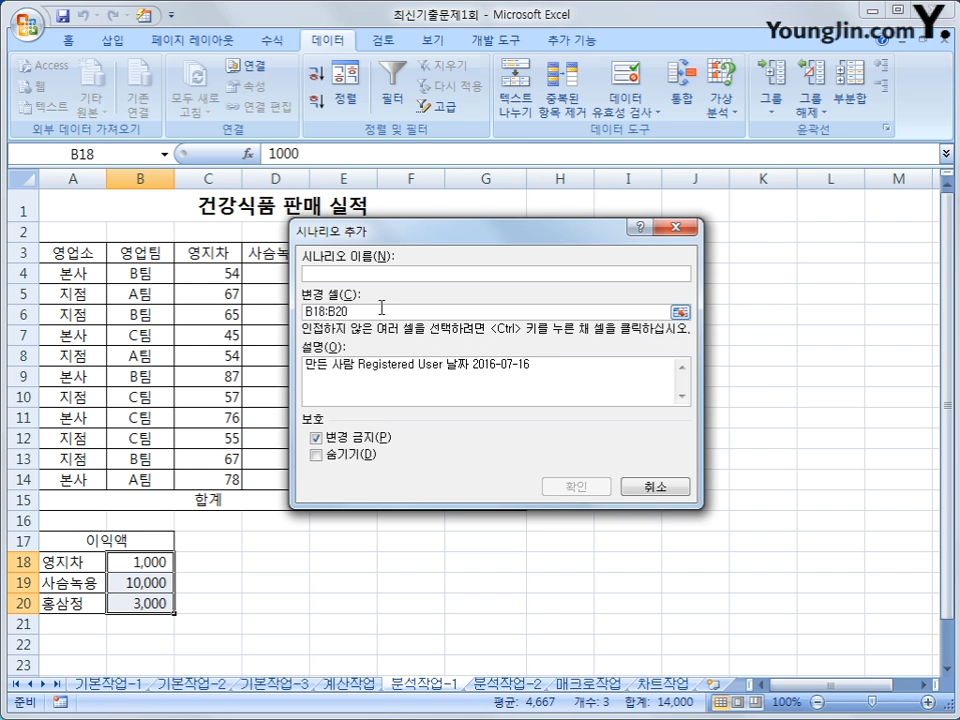 최신기출문제1회 - Microsoft Excel
YoungJin.com Y.
홈 삽입 페이지 레이아웃 수식 데이터 검토 보기 개발 도구 추가 기능
Access
웹
텍스트
기타 원본
기존 연결
외부 데이터 가져오기
모두 새로 고침
연결
속성
연결 편집
연결
정렬
필터
지우기
다시 적용
고급
정렬 및 필터
텍스트 나누기
중복된 항목 제거
데이터 유효성 검사
통합
가상 분석
데이터 도구
그룹
그룹 해제
부분합
윤곽선
B18 fx 1000
A B C D E F G H I J K L M
1 건강식품 판매 실적
2
3 영업소 영업팀 영지차 사슴녹
4 본사 B팀 54
5 지점 A팀 67
6 지점 B팀 65
7 본사 C팀 45
8 지점 A팀 54
9 본사 B팀 87
10 지점 C팀 57
11 본사 C팀 76
12 지점 C팀 55
13 지점 B팀 67
14 본사 A팀 78
15 합계
16
17 이익액
18 영지차 1,000
19 사슴녹용 10,000
20 홍삼정 3,000
21
22
23
시나리오 추가
시나리오 이름(N):
변경 셀(C):
B18:B20
인접하지 않은 여러 셀을 선택하려면 <Ctrl> 키를 누른 채 셀을 클릭하십시오.
설명(O):
만든 사람 Registered User 날짜 2016-07-16
보호
변경 금지(P)
숨기기(D)
확인 취소
기본작업-1 기본작업-2 기본작업-3 계산작업 분석작업-1 분석작업-2 매크로작업 차트작업
준비 평균: 4,667 개수: 3 합계: 14,000 100%